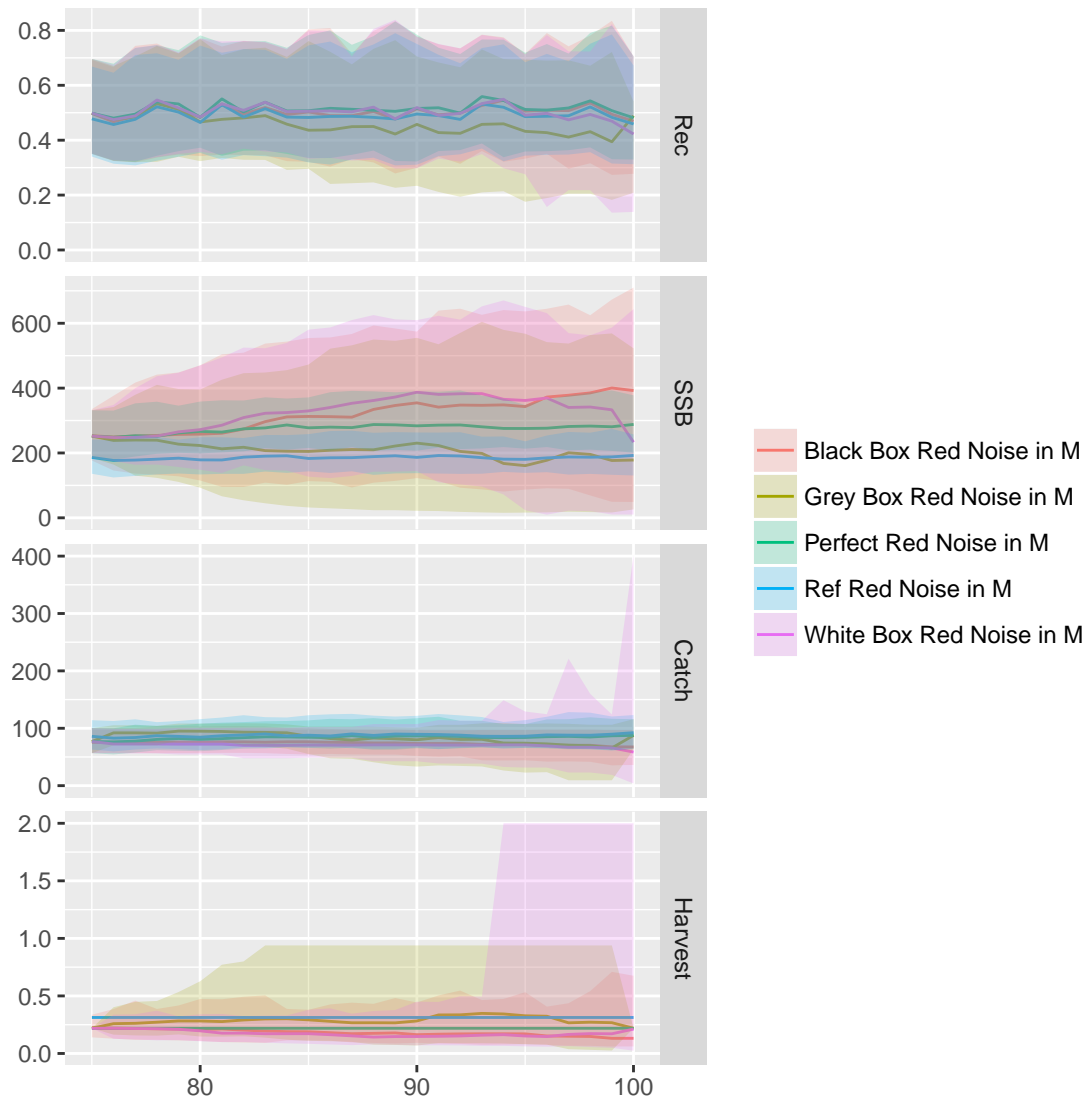 0.8
0.6
0.4
0.2
0.0
Rec
600
400
200
0
SSB
400
300
200
100
0
Catch
2.0
1.5
1.0
0.5
0.0
Harvest
80
90
100
Black Box Red Noise in M
Grey Box Red Noise in M
Perfect Red Noise in M
Ref Red Noise in M
White Box Red Noise in M